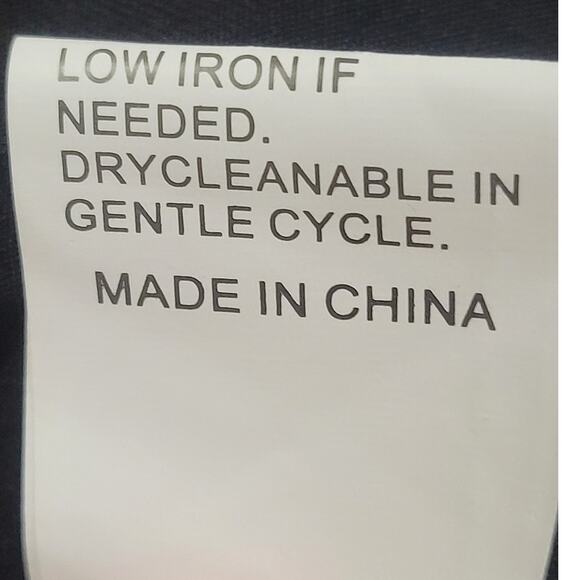 LOW IRON IF
NEEDED.
DRYCLEANABLE IN
GENTLE CYCLE.
MADE IN CHINA